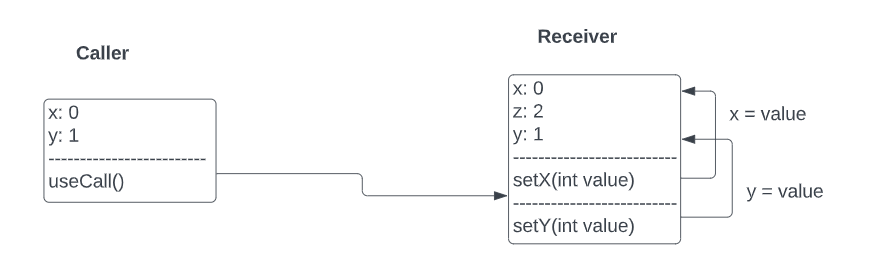 Caller
x: 0
y: 1
-------------------------
useCall()
Receiver
x: 0
z: 2
y: 1
--------------------------
setX(int value)
--------------------------
setY(int value)
x = value
y = value